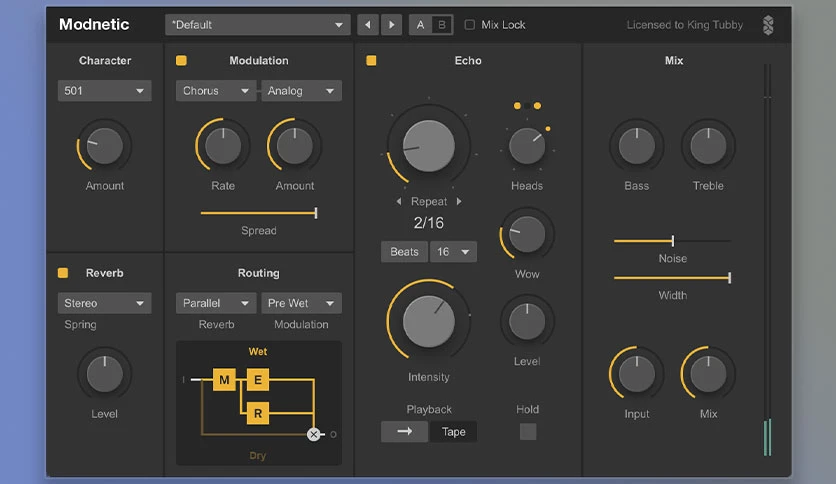 Modnetic
*Default
A B
Mix Lock
Licensed to King Tubby
Character
501
Amount
Modulation
Chorus
Analog
Rate
Amount
Spread
Echo
Repeat
2/16
Beats
16
Intensity
Playback
Tape
Heads
Wow
Level
Hold
Mix
Bass
Treble
Noise
Width
Input
Mix
Reverb
Stereo
Spring
Level
Routing
Parallel
Pre Wet
Reverb
Modulation
Wet
I
M
E
R
O
Dry